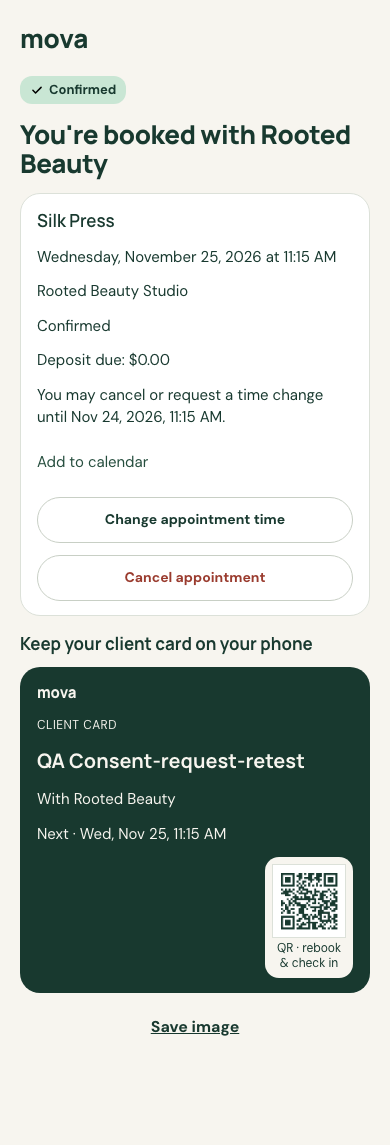 mova
Confirmed
You're booked with Rooted
Beauty
Silk Press
Wednesday, November 25, 2026 at 11:15 AM
Rooted Beauty Studio
Confirmed
Deposit due: $0.00
You may cancel or request a time change
until Nov 24, 2026, 11:15 AM.
Add to calendar
Change appointment time
Cancel appointment
Keep your client card on your phone
mova
CLIENT CARD
QA Consent-request-retest
With Rooted Beauty
Next · Wed, Nov 25, 11:15 AM
QR · rebook
& check in
Save image